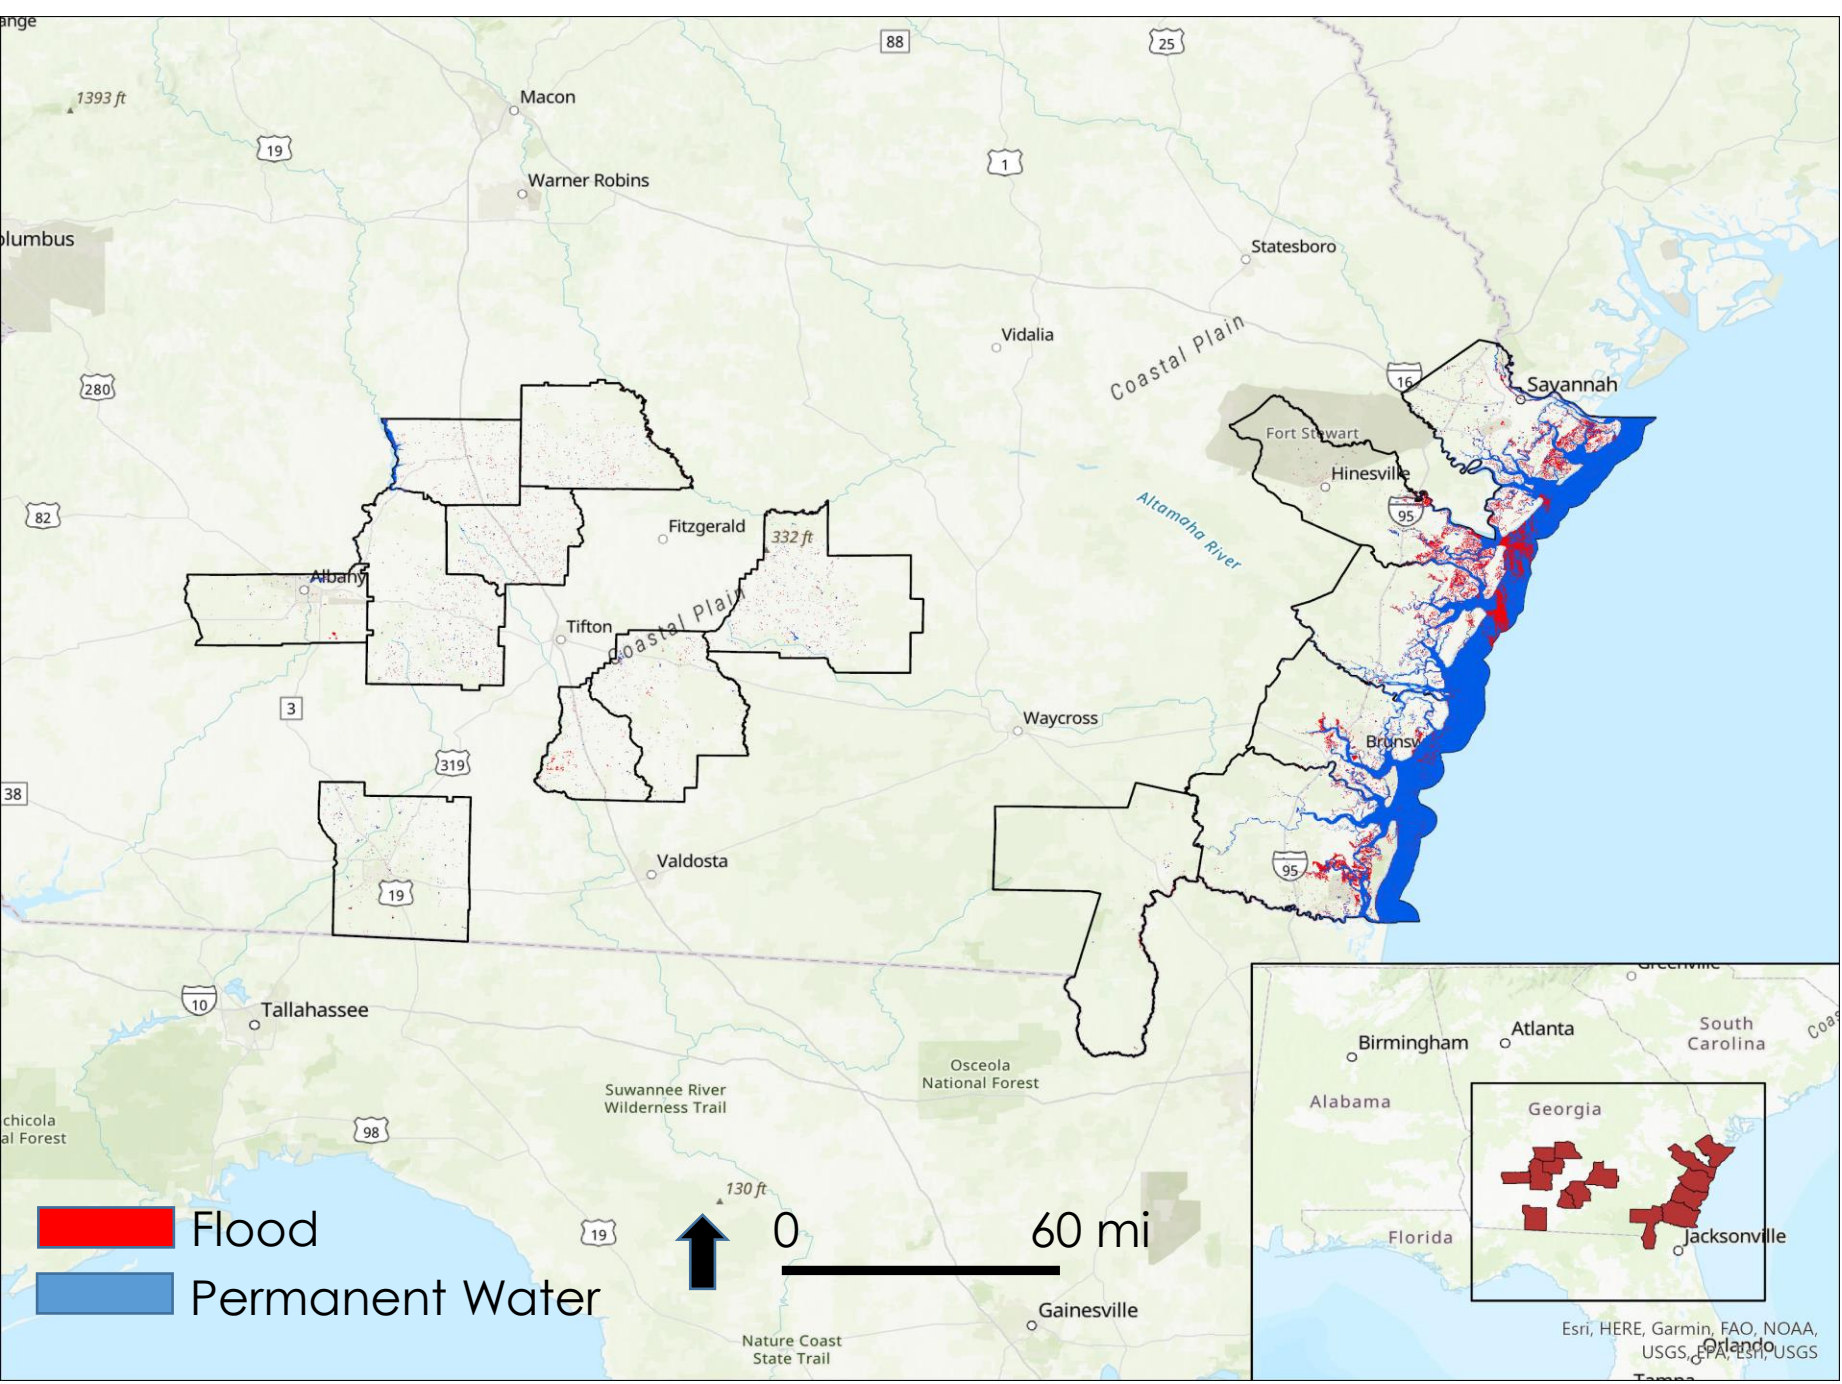 ange
88
25
1393 ft
Macon
19
1
Warner Robins
olumbus
Statesboro
Vidalia
Coastal Plain
280
16
Savannah
Fort Stewart
Hinesville
82
95
Altamaha River
Fitzgerald
332 ft
Albany
Tifton
Coastal Plain
3
Waycross
Brunsw
319
38
Valdosta
95
19
10
Tallahassee
Osceola
National Forest
Suwannee River
Wilderness Trail
chicola
al Forest
98
130 ft
19
Flood
Permanent Water
0
60 mi
Gainesville
Nature Coast
State Trail
Greenville
Atlanta
Birmingham
South
Carolina
Coas
Alabama
Georgia
Florida
Jacksonville
Orlando
Tampa
Esri, HERE, Garmin, FAO, NOAA,
USGS, EPA, Esri, USGS